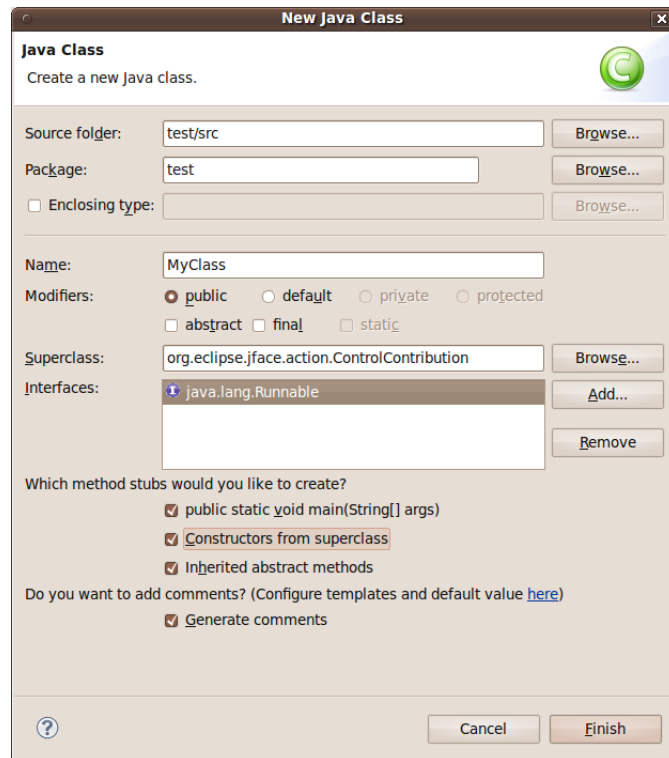 New Java Class
Java Class
Create a new Java class.
Source folder: test/src Browse...
Package: test Browse...
Enclosing type: Browse...
Name: MyClass
Modifiers: public default private protected
abstract final static
Superclass: org.eclipse.jface.action.ControlContribution Browse...
Interfaces: java.lang.Runnable Add...
Remove
Which method stubs would you like to create?
public static void main(String[] args)
Constructors from superclass
Inherited abstract methods
Do you want to add comments? (Configure templates and default value here)
Generate comments
Cancel Finish